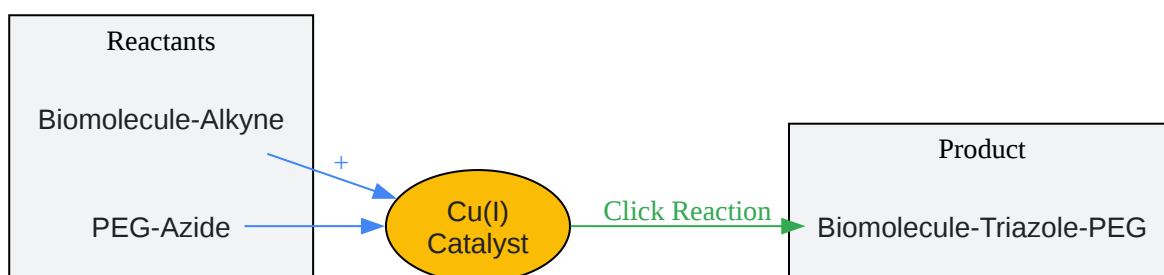 Reactants
Biomolecule-Alkyne
+
PEG-Azide
Cu(I)
Catalyst
Click Reaction
Product
Biomolecule-Triazole-PEG